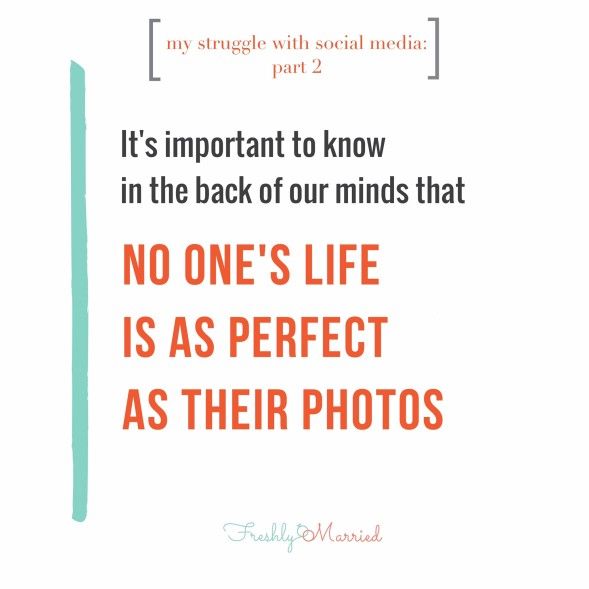 my struggle with social media:
part 2
It's important to know
in the back of our minds that
NO ONE'S LIFE
IS AS PERFECT
AS THEIR PHOTOS
Freshly Married